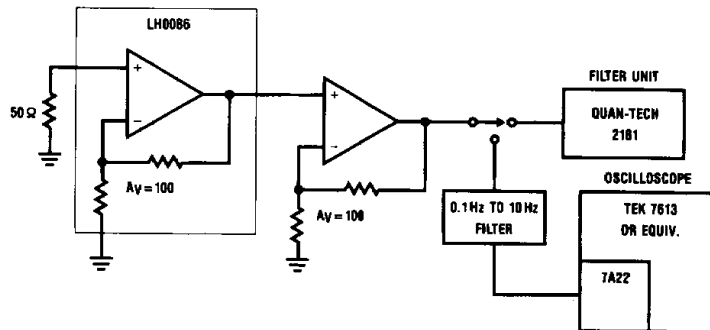 LH0086
50 Ω
+
−
Av = 100
+
−
Av = 100
FILTER UNIT
QUAN-TECH
2181
0.1 Hz TO 10 Hz
FILTER
OSCILLOSCOPE
TEK 7613
OR EQUIV.
7A22